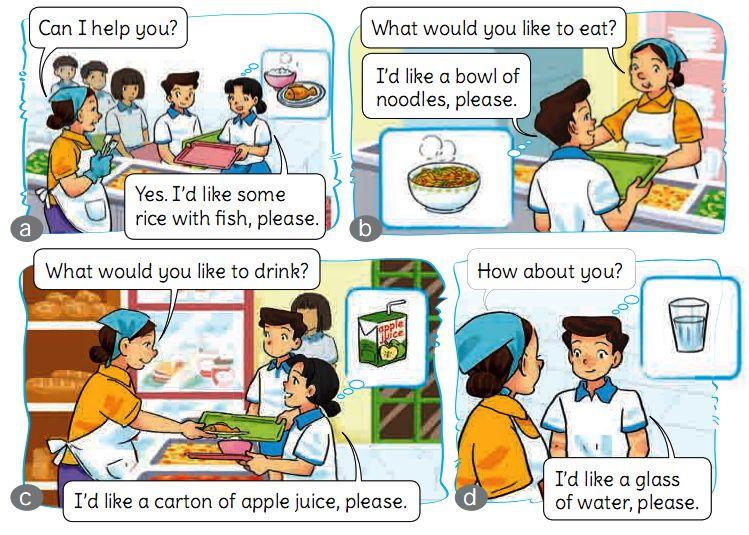 Can I help you?
Yes. I'd like some
rice with fish, please.
a
What would you like to eat?
I'd like a bowl of
noodles, please.
b
What would you like to drink?
apple
juice
I'd like a carton of apple juice, please.
c
How about you?
I'd like a glass
of water, please.
d